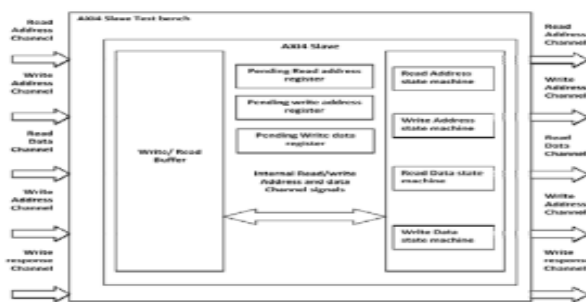 AXI4 Slave Test bench
Read
Address
Channel
Write
Address
Channel
Read
Data
Channel
Write
Address
Channel
Write
response
Channel
AXI4 Slave
Write/ Read
Buffer
Pending Read address
register
Pending write address
register
Pending Write data
register
Internal Read/write
Address and data
Channel signals
Read Address
state machine
Write Address
state machine
Read Data state
machine
Write Data
state machine
Read
Address
Channel
Write
Address
Channel
Read
Data
Channel
Write
Address
Channel
Write
response
Channel